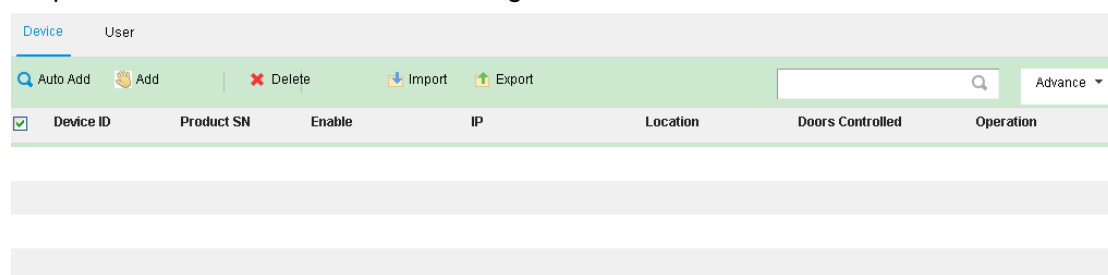 Device User
Auto Add Add Delete Import Export Advance
Device ID Product SN Enable IP Location Doors Controlled Operation